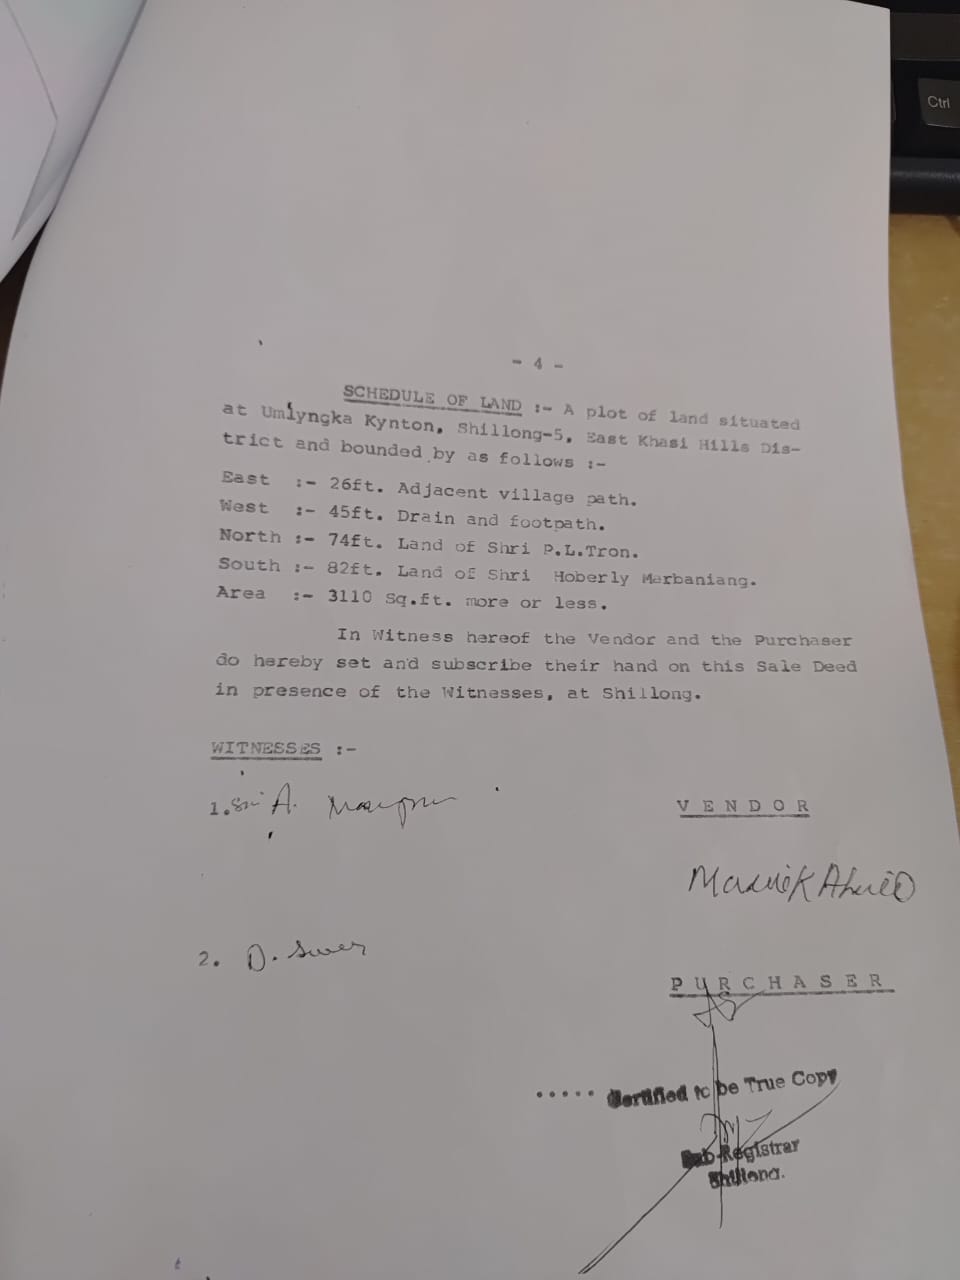 Ctrl
- 4 -
SCHEDULE OF LAND :- A plot of land situated
at Umlyngka Kynton, Shillong-5, East Khasi Hills Dis-
trict and bounded by as follows :-
East :- 26ft. Adjacent village path.
West :- 45ft. Drain and footpath.
North :- 74ft. Land of Shri P.L.Tron.
South :- 82ft. Land of Shri Hoberly Marbaniang.
Area :- 3110 Sq.ft. more or less.
In Witness hereof the Vendor and the Purchaser
do hereby set and subscribe their hand on this Sale Deed
in presence of the Witnesses, at Shillong.
WITNESSES :-
1. A.
V E N D O R
2. D. Swer
P U R C H A S E R
..... Certified to be True Copy
Sub-Registrar
Shillong.